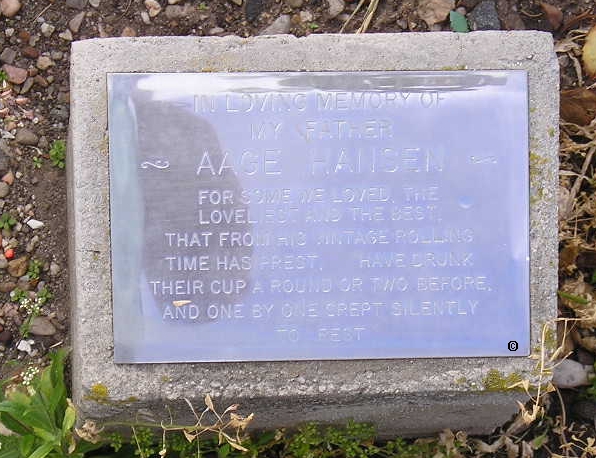 IN LOVING MEMORY OF
MY FATHER
AAGE HANSEN
FOR SOME WE LOVED, THE
LOVELIEST AND THE BEST,
THAT FROM HIS VINTAGE ROLLING
TIME HAS PREST, HAVE DRUNK
THEIR CUP A ROUND OR TWO BEFORE,
AND ONE BY ONE CREPT SILENTLY
TO REST
©